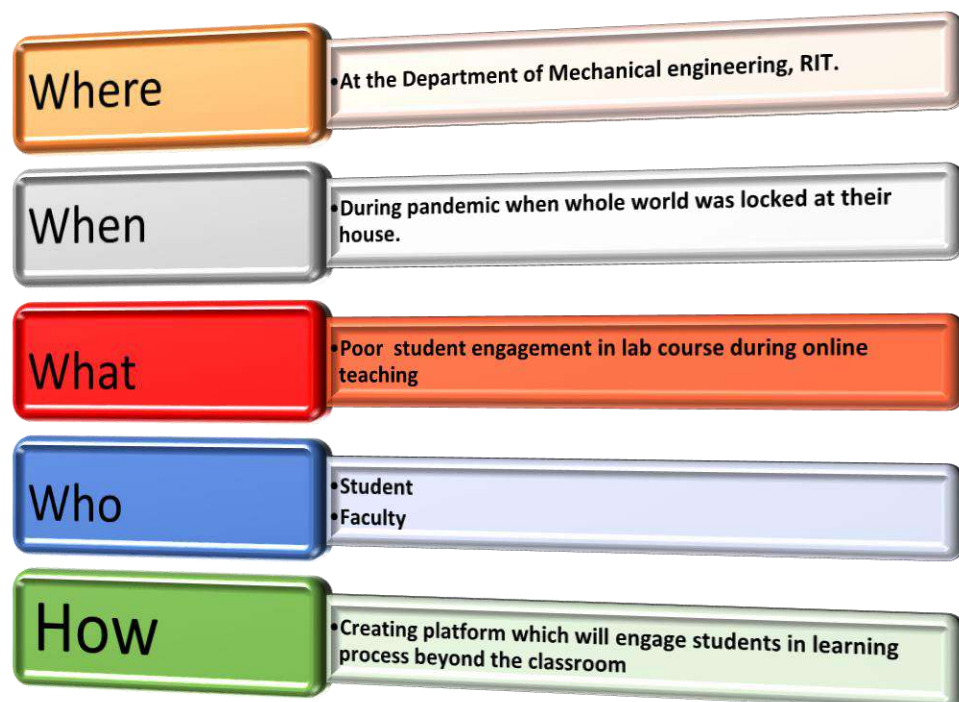 Where
•At the Department of Mechanical engineering, RIT.
When
•During pandemic when whole world was locked at their
house.
What
•Poor student engagement in lab course during online
teaching
Who
•Student
•Faculty
How
•Creating platform which will engage students in learning
process beyond the classroom